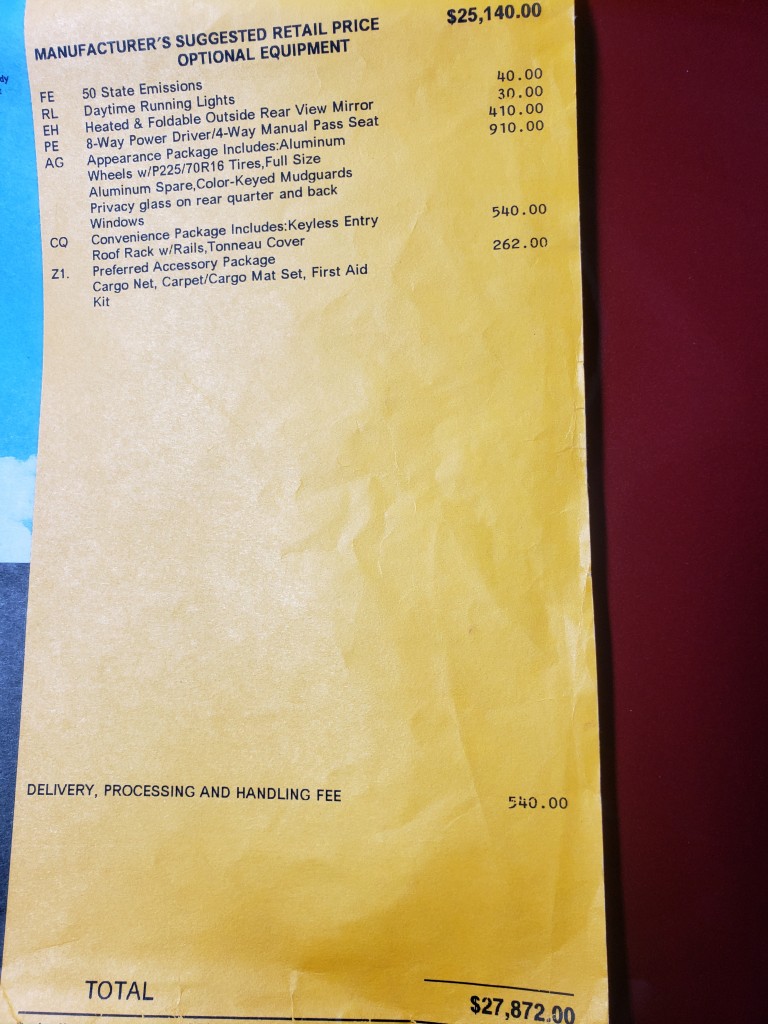 MANUFACTURER'S SUGGESTED RETAIL PRICE $25,140.00
OPTIONAL EQUIPMENT
FE 50 State Emissions
RL Daytime Running Lights 40.00
EH Heated & Foldable Outside Rear View Mirror 30.00
PE 8-Way Power Driver/4-Way Manual Pass Seat 410.00
AG Appearance Package Includes:Aluminum 910.00
Wheels w/P225/70R16 Tires,Full Size
Aluminum Spare,Color-Keyed Mudguards
Privacy glass on rear quarter and back
Windows
CQ Convenience Package Includes:Keyless Entry 540.00
Roof Rack w/Rails,Tonneau Cover
Z1. Preferred Accessory Package 262.00
Cargo Net, Carpet/Cargo Mat Set, First Aid
Kit
DELIVERY, PROCESSING AND HANDLING FEE 540.00
TOTAL $27,872.00